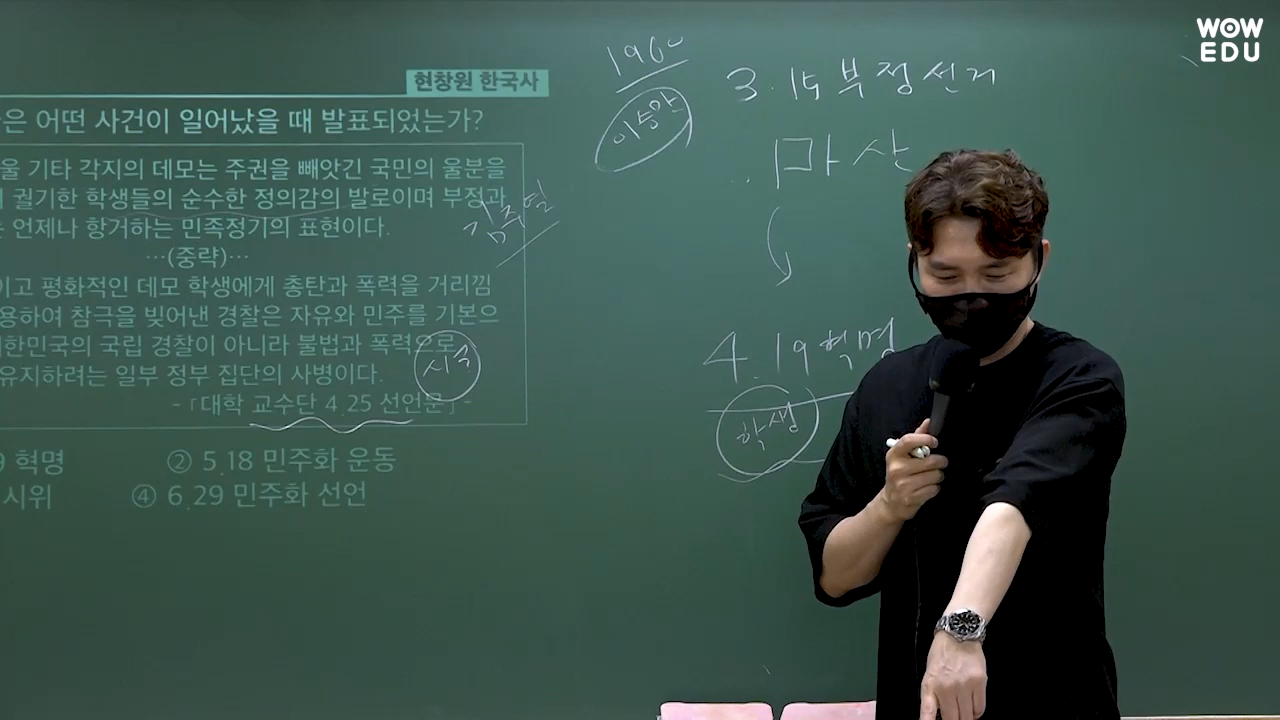 WOW
EDU
현창원 한국사
은 어떤 사건이 일어났을 때 발표되었는가?
울 기타 각지의 데모는 주권을 빼앗긴 국민의 울분을
궐기한 학생들의 순수한 정의감의 발로이며 부정과
는 언제나 항거하는 민족정기의 표현이다.
…(중략)…
이고 평화적인 데모 학생에게 총탄과 폭력을 거리낌
용하여 참극을 빚어낸 경찰은 자유와 민주를 기본으
대한민국의 국립 경찰이 아니라 불법과 폭력으로
유지하려는 일부 정부 집단의 사병이다.
-「대학 교수단 4.25 선언문」-
9 혁명
② 5.18 민주화 운동
시위
④ 6.29 민주화 선언
김주열
시국
1960
이승만
3.15 부정선거
마산
4.19혁명
학생